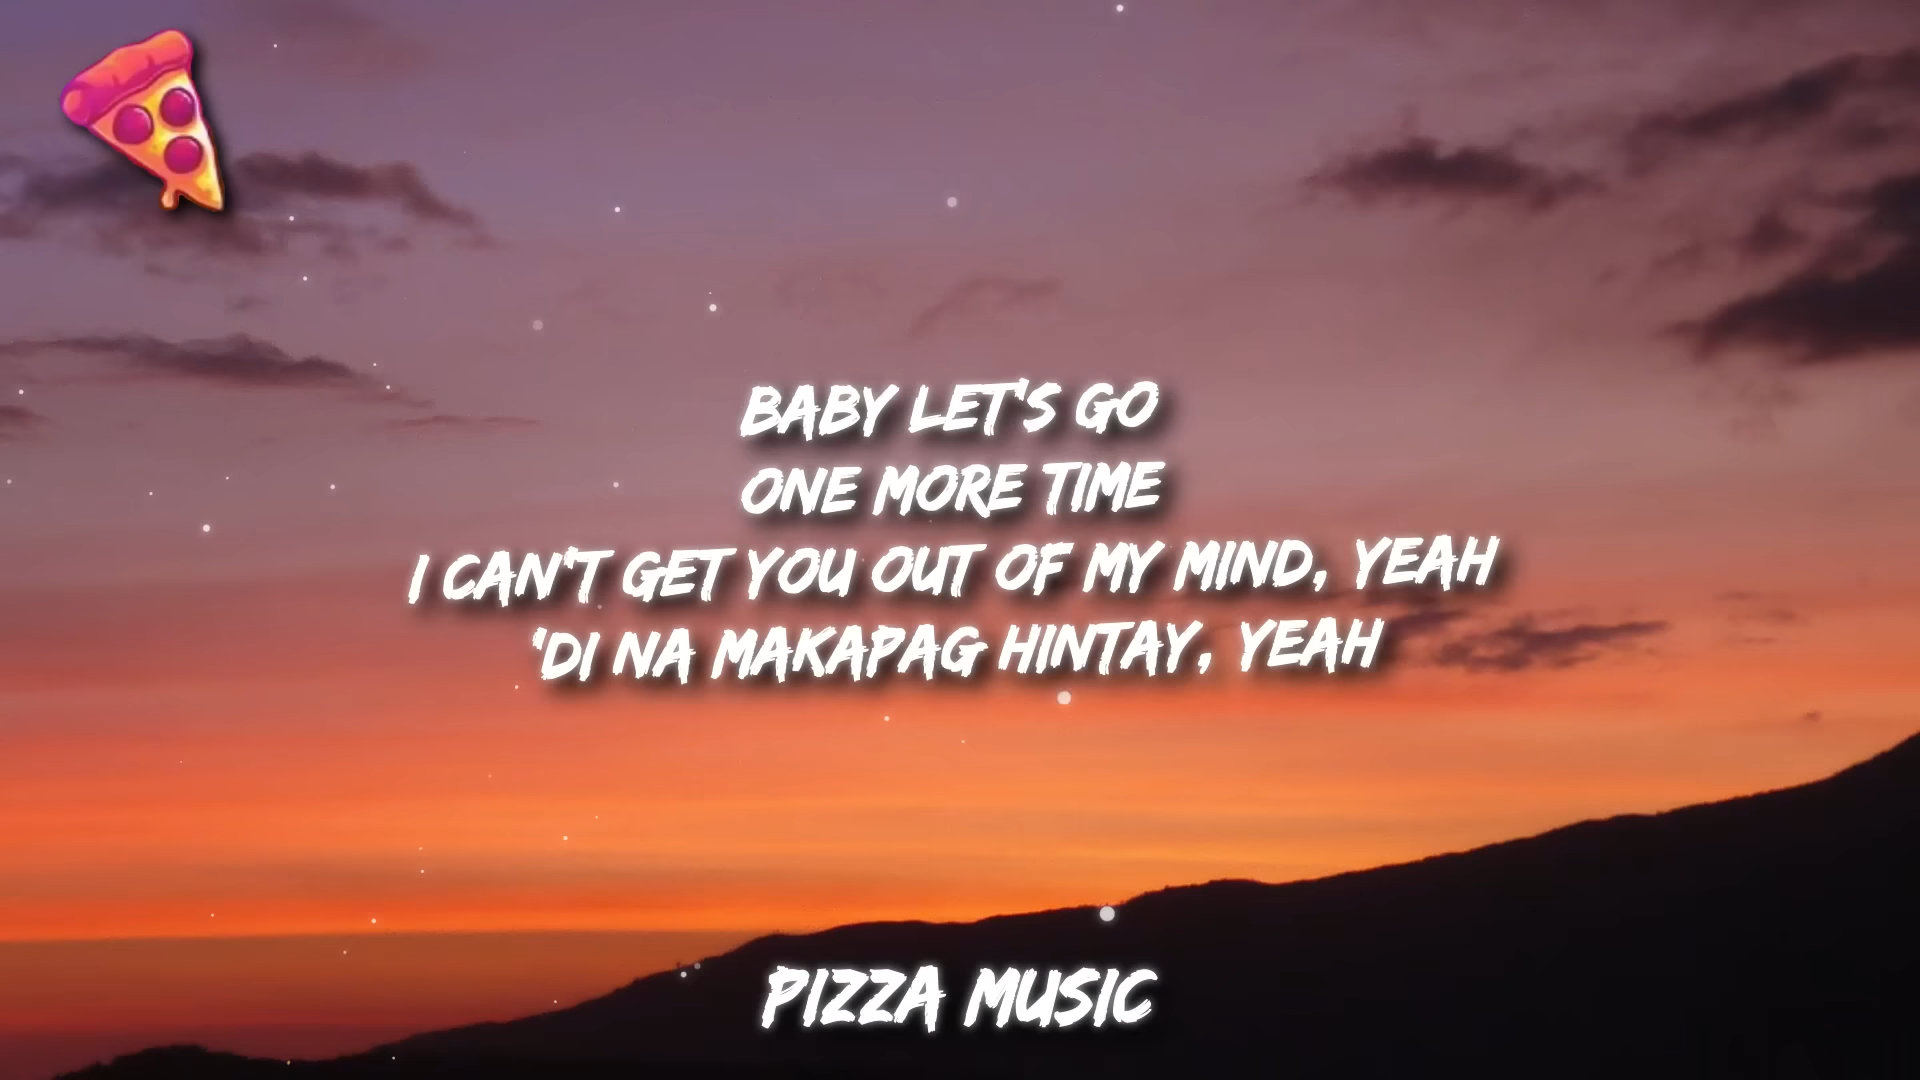 BABY LET'S GO
ONE MORE TIME
I CAN'T GET YOU OUT OF MY MIND, YEAH
'DI NA MAKAPAG HINTAY, YEAH
PIZZA MUSIC